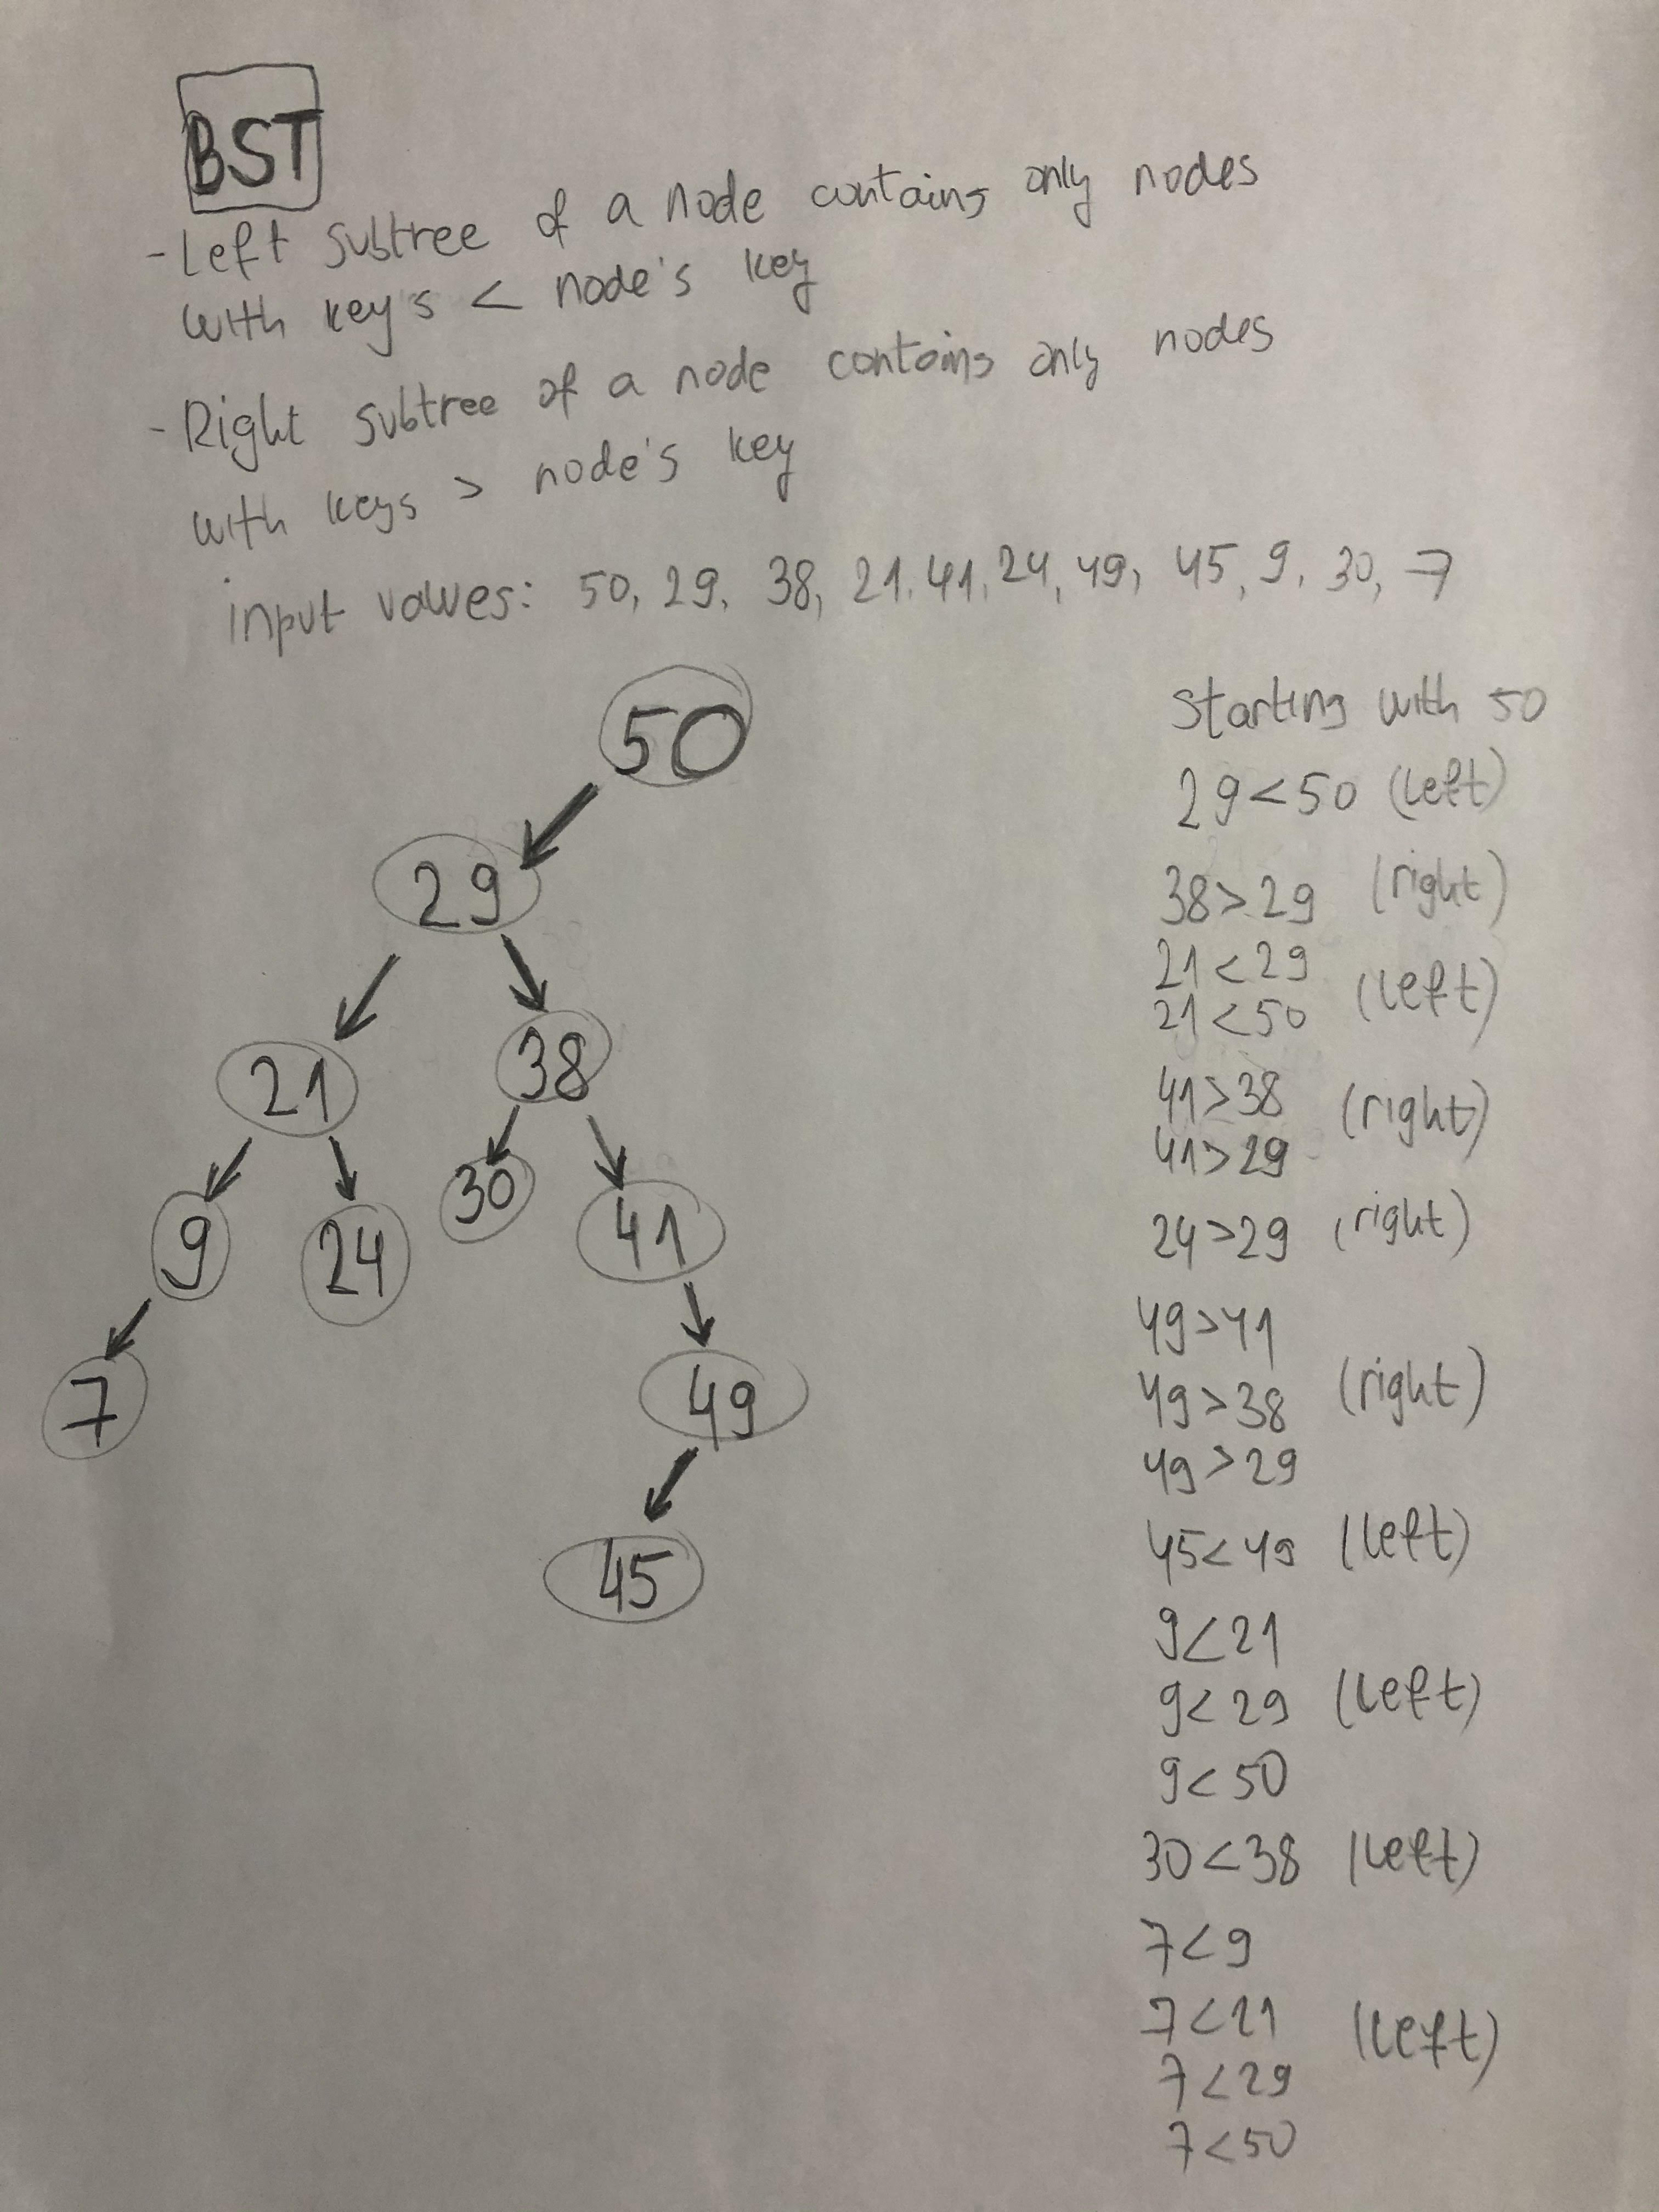 BST
-Left subtree of a node contains only nodes
with key's < node's key
-Right subtree of a node contains only nodes
with keys > node's key
input values: 50, 29, 38, 21, 41, 24, 49, 45, 9, 30, 7
50
29
21
38
9
24
30
41
7
49
45
starting with 50
29<50 (left)
38>29 (right)
21<29
21<50 (left)
41>38 (right)
41>29
24>29 (right)
49>41
49>38 (right)
49>29
45<49 (left)
9<21
9<29 (left)
9<50
30<38 (left)
7<9
7<21 (left)
7<29
7<50